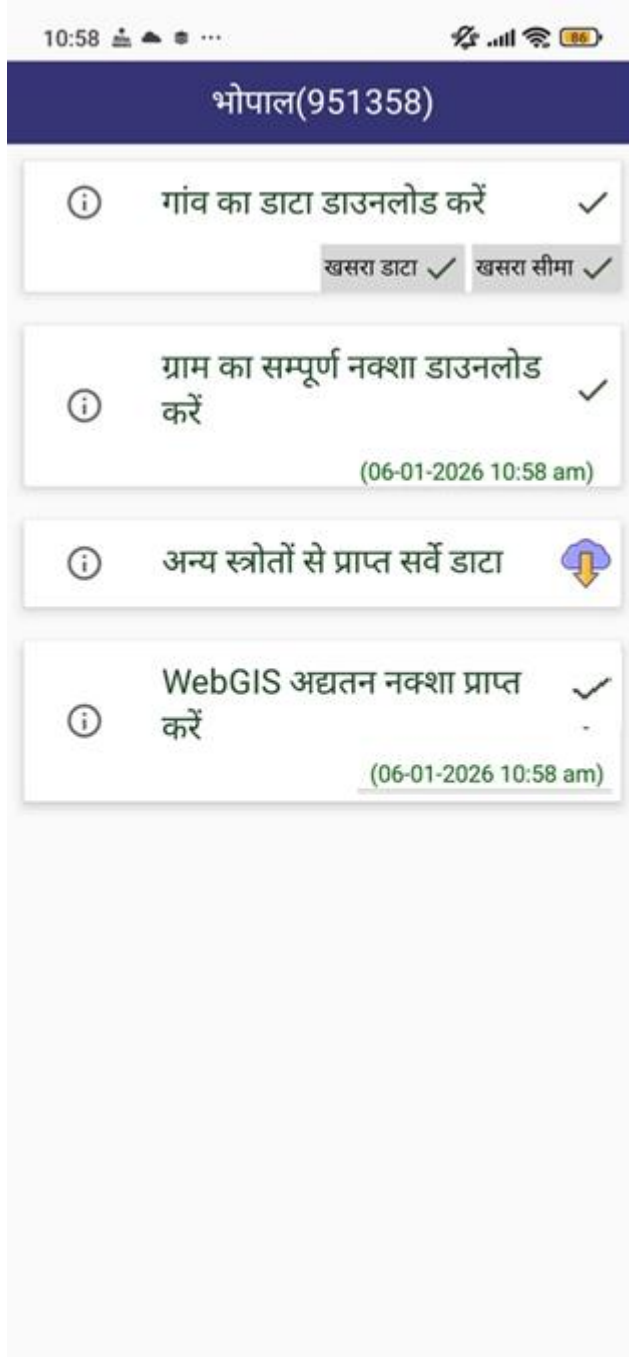 10:58
86
भोपाल(951358)
गांव का डाटा डाउनलोड करें
खसरा डाटा
खसरा सीमा
ग्राम का सम्पूर्ण नक्शा डाउनलोड
करें
(06-01-2026 10:58 am)
अन्य स्त्रोतों से प्राप्त सर्वे डाटा
WebGIS अद्यतन नक्शा प्राप्त
करें
(06-01-2026 10:58 am)